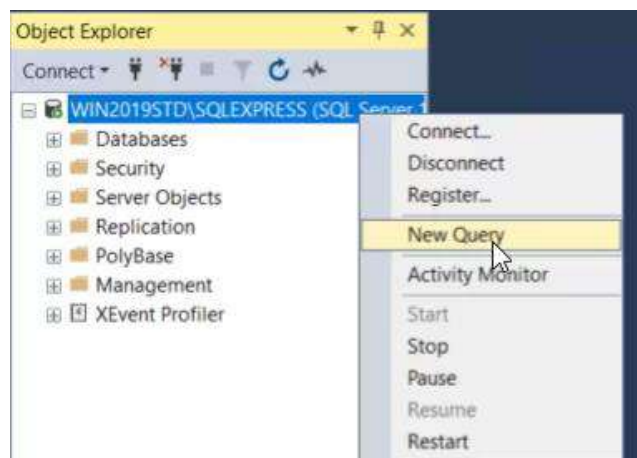 Object Explorer
Connect
WIN2019STD\SQLEXPRESS (SQL Server 1
Databases
Security
Server Objects
Replication
PolyBase
Management
XEvent Profiler
Connect...
Disconnect
Register...
New Query
Activity Monitor
Start
Stop
Pause
Resume
Restart